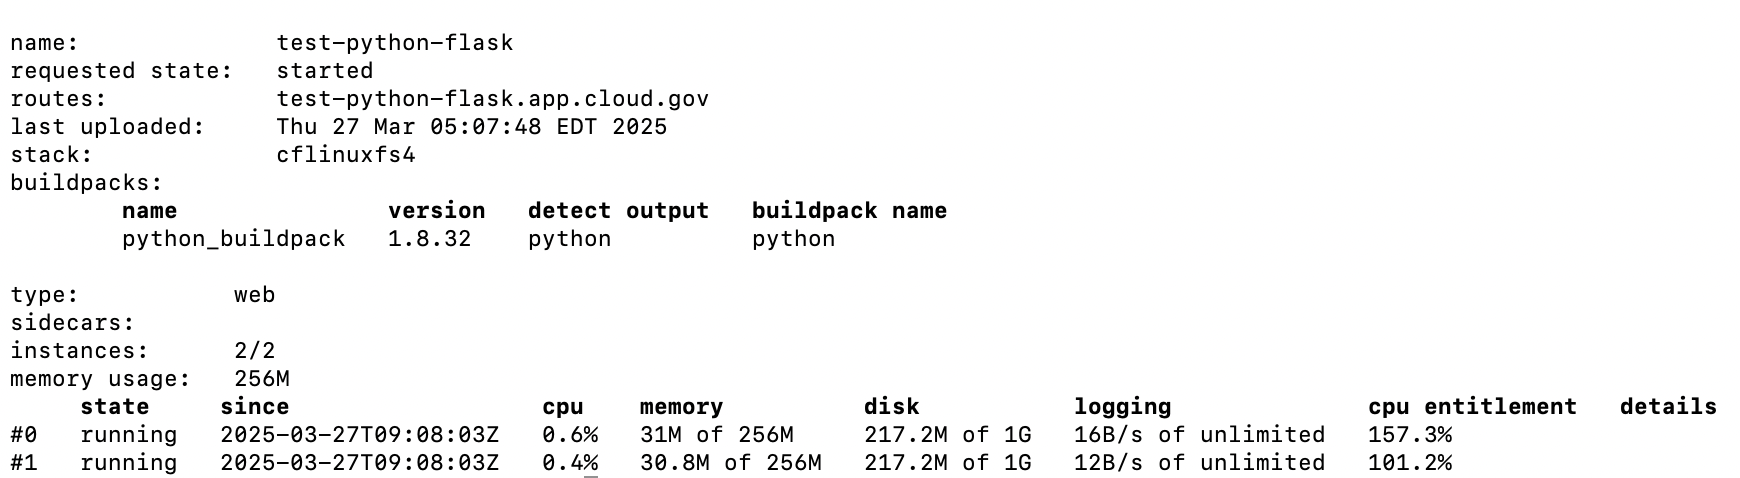 name: test-python-flask
requested state: started
routes: test-python-flask.app.cloud.gov
last uploaded: Thu 27 Mar 05:07:48 EDT 2025
stack: cflinuxfs4
buildpacks:
name version detect output buildpack name
python_buildpack 1.8.32 python python
type: web
sidecars:
instances: 2/2
memory usage: 256M
state since cpu memory disk logging cpu entitlement details
#0 running 2025-03-27T09:08:03Z 0.6% 31M of 256M 217.2M of 1G 16B/s of unlimited 157.3%
#1 running 2025-03-27T09:08:03Z 0.4% 30.8M of 256M 217.2M of 1G 12B/s of unlimited 101.2%